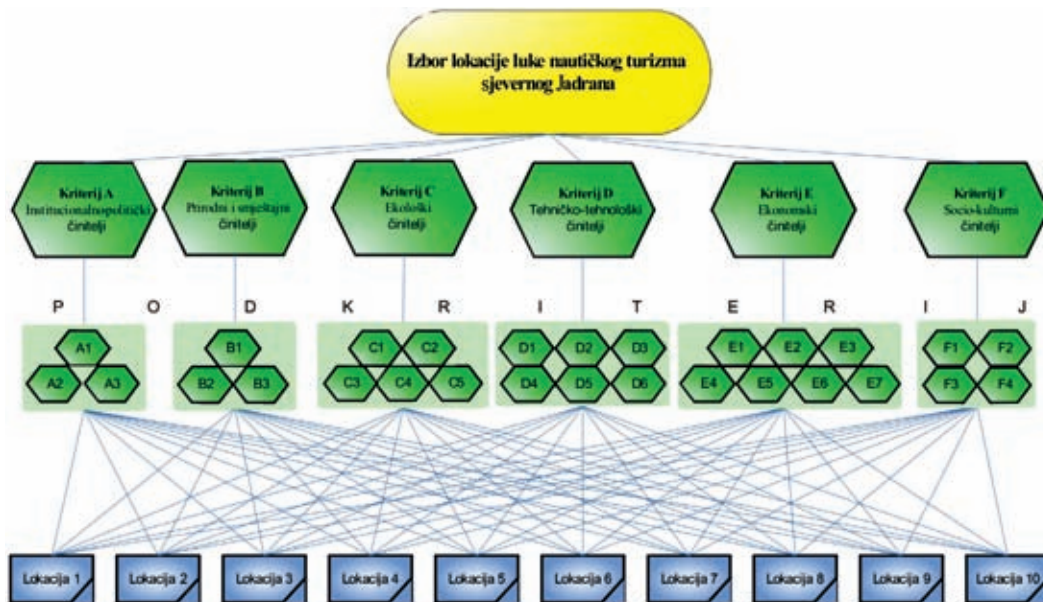 Izbor lokacije luke nautičkog turizma
sjevernog Jadrana
Kriterij A
Institucionalnopolitički
činitelji
Kriterij B
Prirodni i smještajni
činitelji
Kriterij C
Ekološki
činitelji
Kriterij D
Tehničko-tehnološki
činitelji
Kriterij E
Ekonomski
činitelji
Kriterij F
Socio-kulturni
činitelji
P O D K R I T E R I J
A1
A2 A3
B1
B2 B3
C1 C2
C3 C4 C5
D1 D2 D3
D4 D5 D6
E1 E2 E3
E4 E5 E6 E7
F1 F2
F3 F4
Lokacija 1
Lokacija 2
Lokacija 3
Lokacija 4
Lokacija 5
Lokacija 6
Lokacija 7
Lokacija 8
Lokacija 9
Lokacija 10